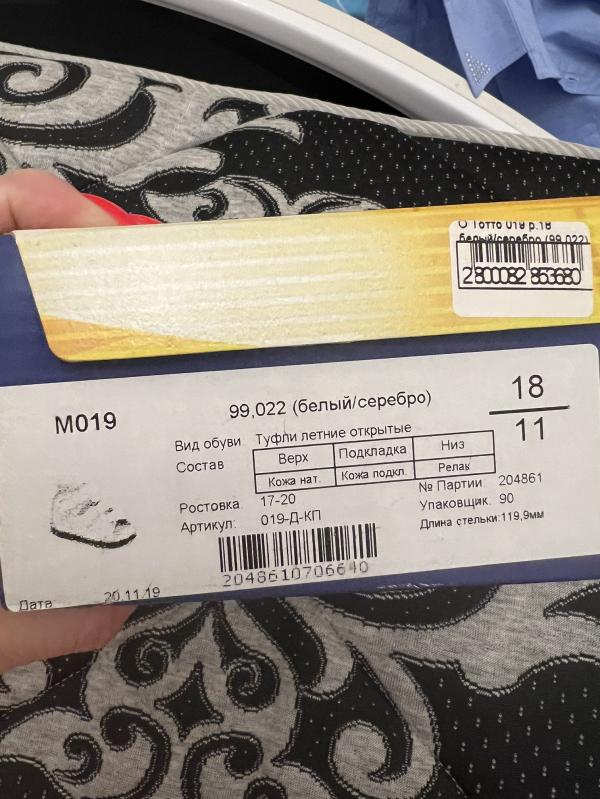 О Тотто 019 р.18
белый/серебро (99,022)
2800082 853680
М019
99,022 (белый/серебро)
18
11
Вид обуви Туфли летние открытые
Состав
Верх Подкладка Низ
Кожа нат. Кожа подкл. Релак
Ростовка 17-20
№ Партии 204861
Артикул: 019-Д-КП
Упаковщик. 90
Длина стельки:119,9мм
2048610706640
Дата 20.11.19